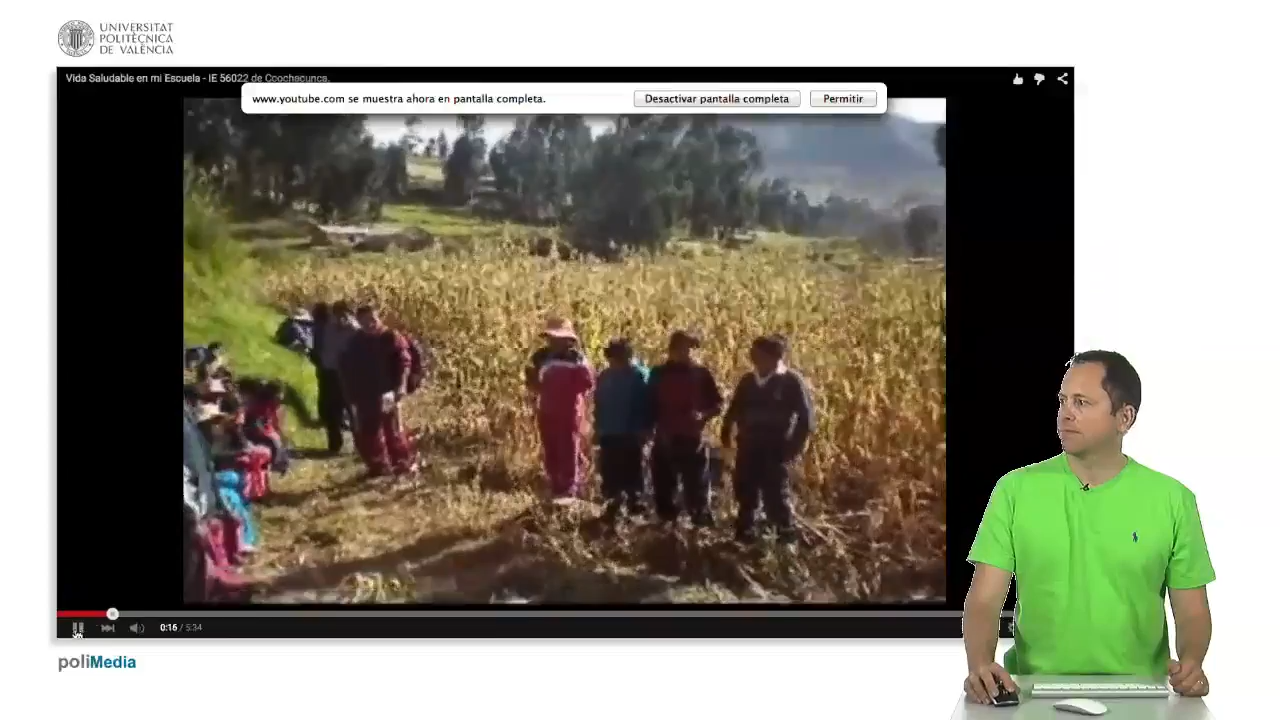 UNIVERSITAT
POLITÈCNICA
DE VALÈNCIA
Vida Saludable en mi Escuela - IE 56022 de Ccochacunca.
www.youtube.com se muestra ahora en pantalla completa.
Desactivar pantalla completa
Permitir
0:16 / 5:34
poliMedia